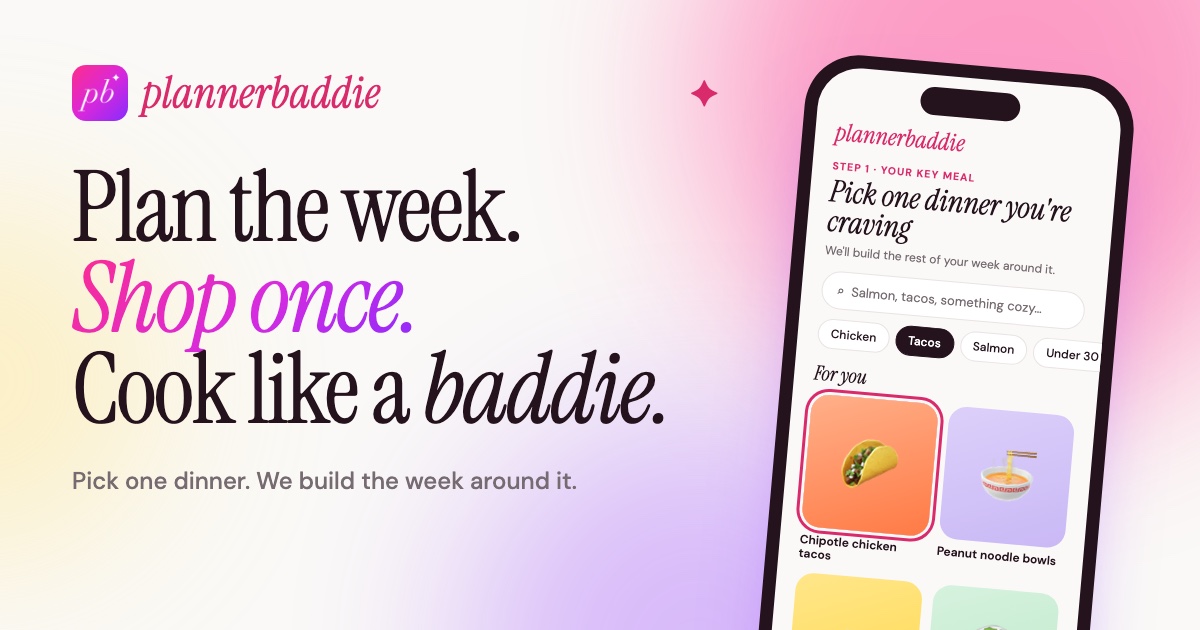 pb
plannerbaddie
Plan the week.
Shop once.
Cook like a baddie.
Pick one dinner. We build the week around it.
plannerbaddie
STEP 1 · YOUR KEY MEAL
Pick one dinner you're
craving
We'll build the rest of your week around it.
Salmon, tacos, something cozy...
Chicken
Tacos
Salmon
Under 30
For you
Chipotle chicken
tacos
Peanut noodle bowls